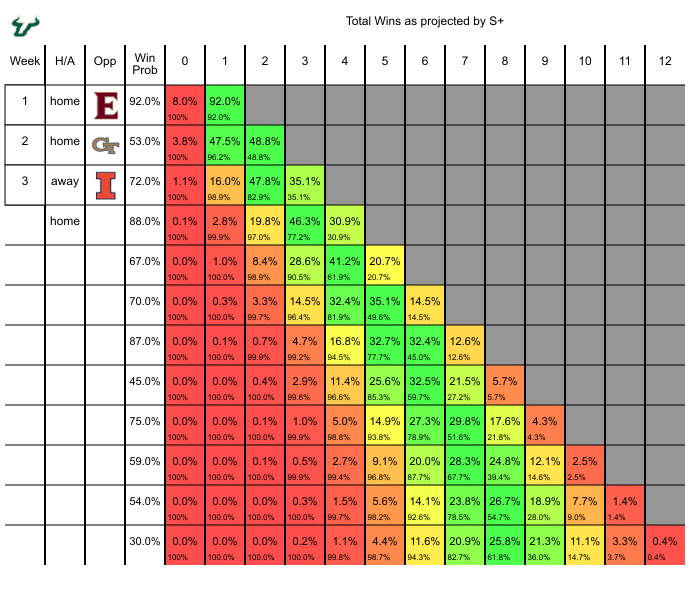 Total Wins as projected by S+
Week H/A Opp Win Prob 0 1 2 3 4 5 6 7 8 9 10 11 12
1 home E 92.0% 8.0% 92.0%
100% 92.0%
2 home GT 53.0% 3.8% 47.5% 48.8%
100% 96.2% 48.8%
3 away I 72.0% 1.1% 16.0% 47.8% 35.1%
100% 98.9% 82.9% 35.1%
home 88.0% 0.1% 2.8% 19.8% 46.3% 30.9%
100% 99.9% 97.0% 77.2% 30.9%
67.0% 0.0% 1.0% 8.4% 28.6% 41.2% 20.7%
100% 100.0% 98.9% 90.5% 61.9% 20.7%
70.0% 0.0% 0.3% 3.3% 14.5% 32.4% 35.1% 14.5%
100% 100.0% 99.7% 96.4% 81.9% 49.6% 14.5%
87.0% 0.0% 0.1% 0.7% 4.7% 16.8% 32.7% 32.4% 12.6%
100% 100.0% 99.9% 99.2% 94.5% 77.7% 45.0% 12.6%
45.0% 0.0% 0.0% 0.4% 2.9% 11.4% 25.6% 32.5% 21.5% 5.7%
100% 100.0% 100.0% 99.6% 96.6% 85.3% 59.7% 27.2% 5.7%
75.0% 0.0% 0.0% 0.1% 1.0% 5.0% 14.9% 27.3% 29.8% 17.6% 4.3%
100% 100.0% 100.0% 99.9% 98.8% 93.8% 78.9% 51.6% 21.8% 4.3%
59.0% 0.0% 0.0% 0.1% 0.5% 2.7% 9.1% 20.0% 28.3% 24.8% 12.1% 2.5%
100% 100.0% 100.0% 99.9% 99.4% 96.8% 87.7% 67.7% 39.4% 14.6% 2.5%
54.0% 0.0% 0.0% 0.0% 0.3% 1.5% 5.6% 14.1% 23.8% 26.7% 18.9% 7.7% 1.4%
100% 100.0% 100.0% 100.0% 99.7% 98.2% 92.6% 78.5% 54.7% 28.0% 9.0% 1.4%
30.0% 0.0% 0.0% 0.0% 0.2% 1.1% 4.4% 11.6% 20.9% 25.8% 21.3% 11.1% 3.3% 0.4%
100% 100.0% 100.0% 100.0% 99.8% 98.7% 94.3% 82.7% 61.8% 36.0% 14.7% 3.7% 0.4%